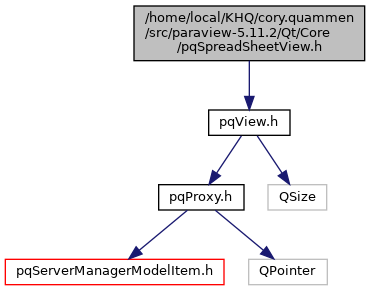 /home/local/KHQ/cory.quammen
/src/paraview-5.11.2/Qt/Core
/pqSpreadSheetView.h
pqView.h
pqProxy.h
QSize
pqServerManagerModelItem.h
QPointer